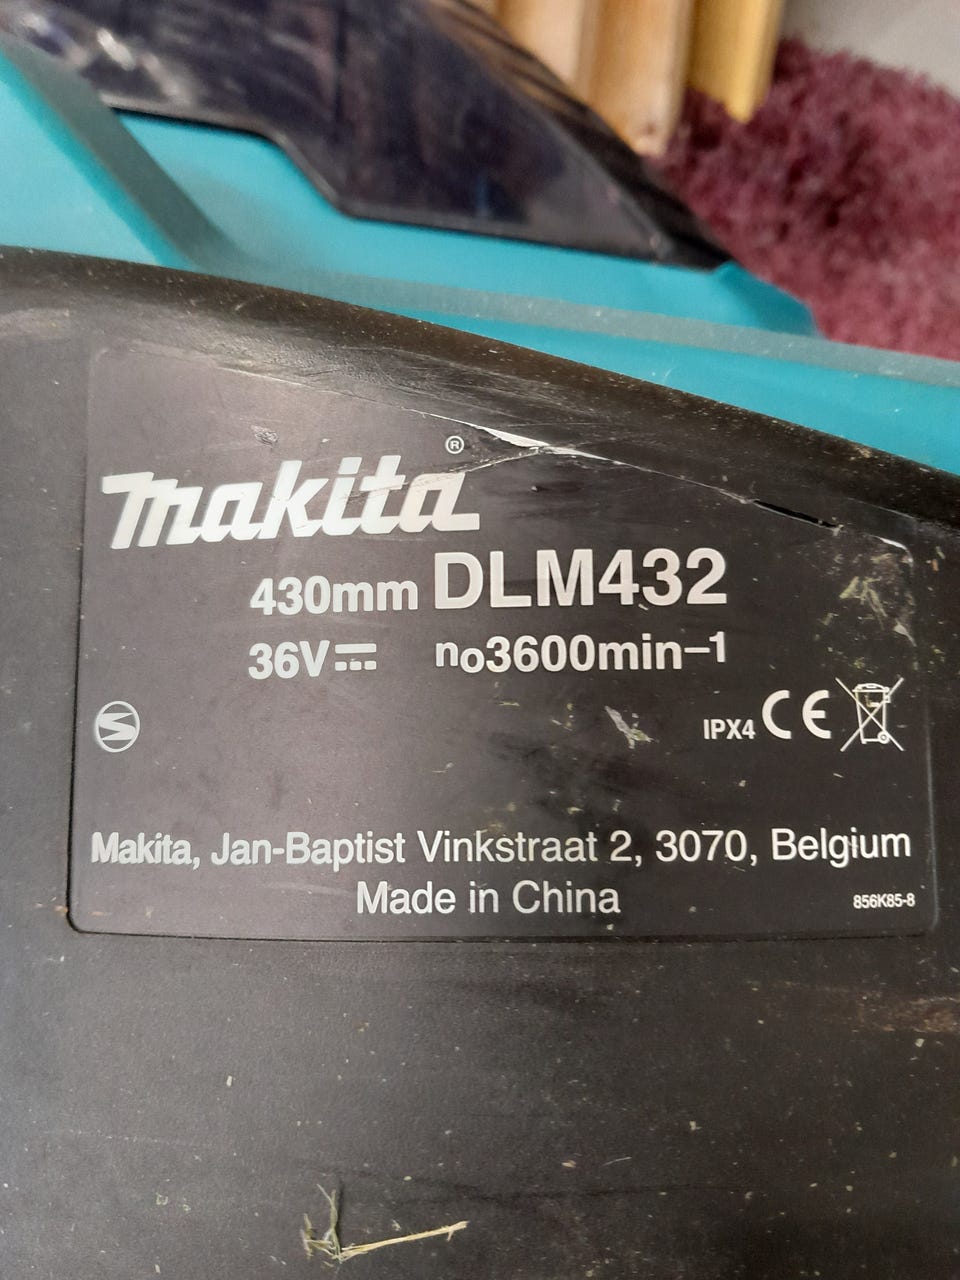 makita®
430mm DLM432
36V no3600min-1
IPX4 CE
Makita, Jan-Baptist Vinkstraat 2, 3070, Belgium
Made in China
856K85-8